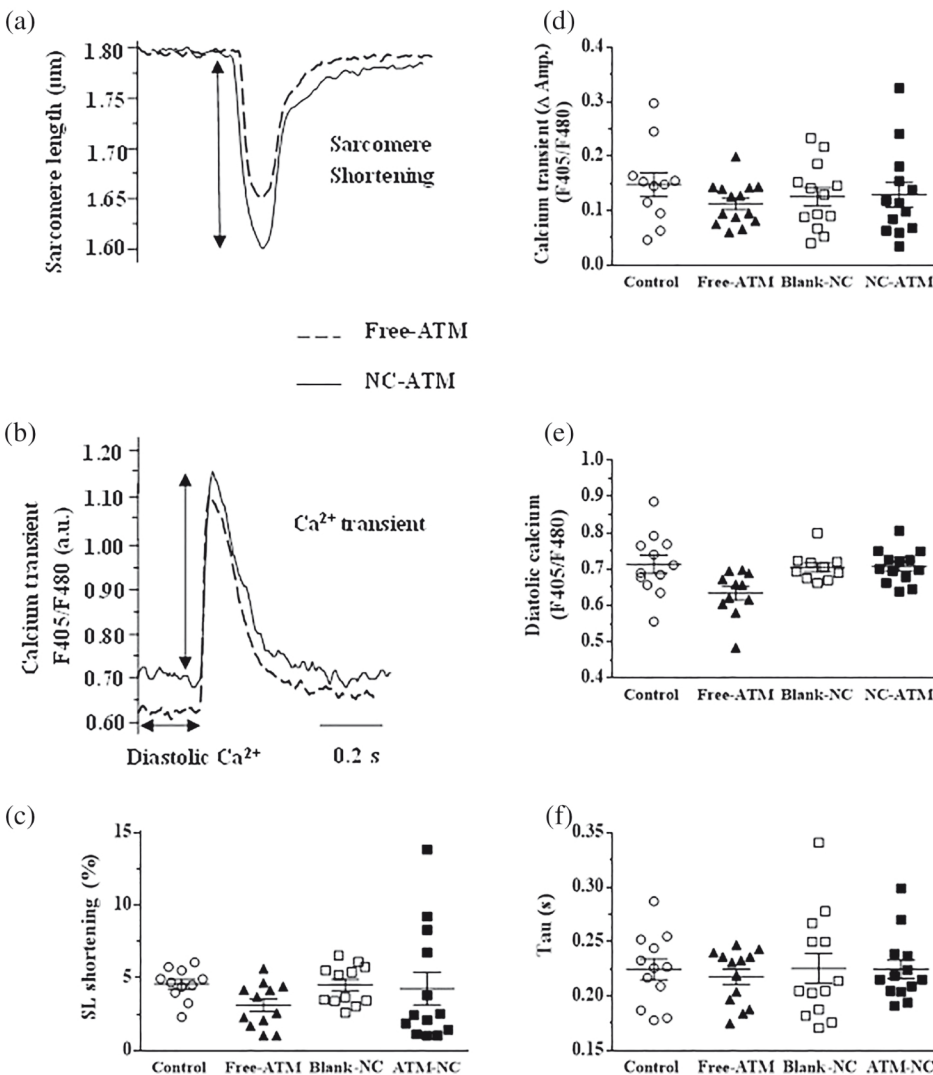 (a)
Sarcomere length (μm)
1.80
1.75
1.70
1.65
1.60
Sarcomere
Shortening
Free-ATM
NC-ATM
(b)
Calcium transient
F405/F480 (a.u.)
1.20
1.10
1.00
0.90
0.80
0.70
0.60
Ca²⁺ transient
Diastolic Ca²⁺
0.2 s
(c)
SL shortening (%)
15
10
5
0
Control Free-ATM Blank-NC ATM-NC
(d)
Calcium transient (Δ Amp.)
(F405/F480)
0.4
0.3
0.2
0.1
0.0
Control Free-ATM Blank-NC NC-ATM
(e)
Diatolic calcium
(F405/F480)
1.0
0.9
0.8
0.7
0.6
0.5
0.4
Control Free-ATM Blank-NC NC-ATM
(f)
Tau (s)
0.35
0.30
0.25
0.20
0.15
Control Free-ATM Blank-NC ATM-NC